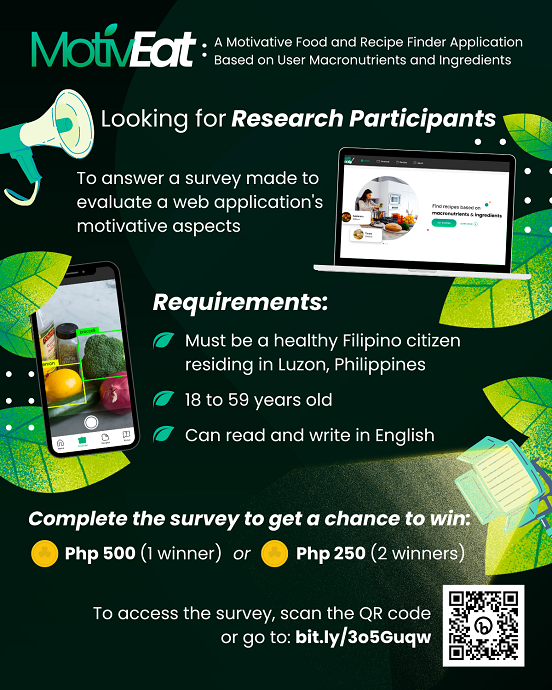 MotivEat :
A Motivative Food and Recipe Finder Application
Based on User Macronutrients and Ingredients
Looking for Research Participants
To answer a survey made to
evaluate a web application's
motivative aspects
Find recipes based on
macronutrients & ingredients
Requirements:
Must be a healthy Filipino citizen
residing in Luzon, Philippines
18 to 59 years old
Can read and write in English
Complete the survey to get a chance to win:
Php 500 (1 winner) or Php 250 (2 winners)
To access the survey, scan the QR code
or go to: bit.ly/3o5Guqw